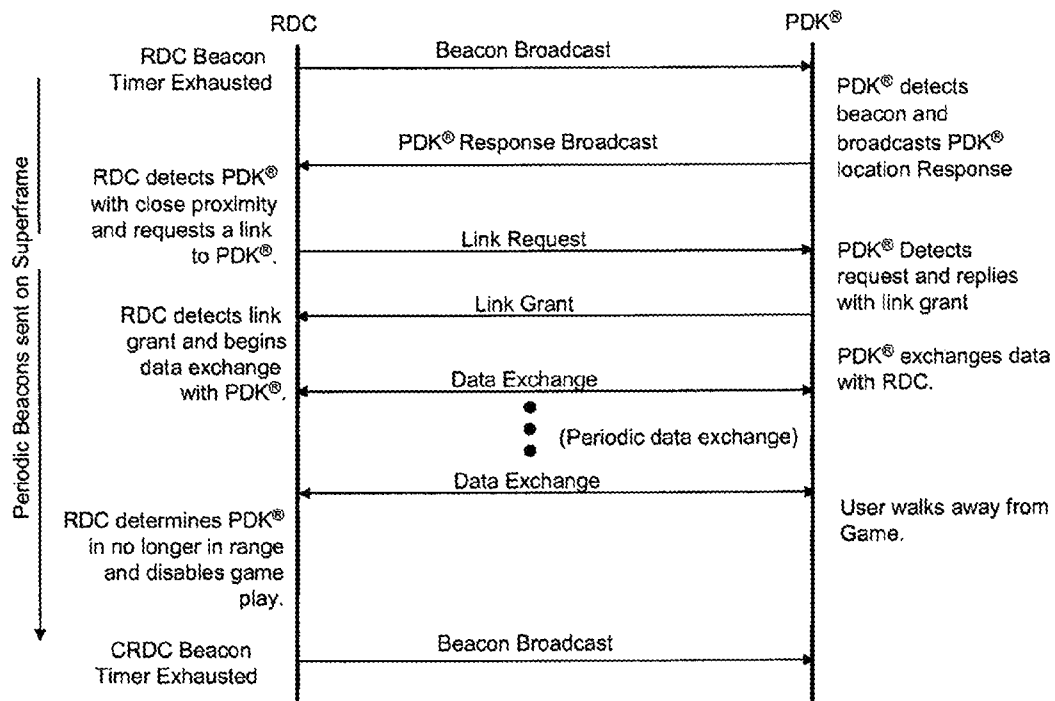 RDC
PDK®
RDC Beacon
Timer Exhausted
Beacon Broadcast
PDK® detects
beacon and
broadcasts PDK®
location Response
PDK® Response Broadcast
RDC detects PDK®
with close proximity
and requests a link
to PDK®.
Link Request
PDK® Detects
request and replies
with link grant
Link Grant
RDC detects link
grant and begins
data exchange
with PDK®.
PDK® exchanges data
with RDC.
Data Exchange
(Periodic data exchange)
Data Exchange
User walks away from
Game.
RDC determines PDK®
in no longer in range
and disables game
play.
CRDC Beacon
Timer Exhausted
Beacon Broadcast
Periodic Beacons sent on Superframe